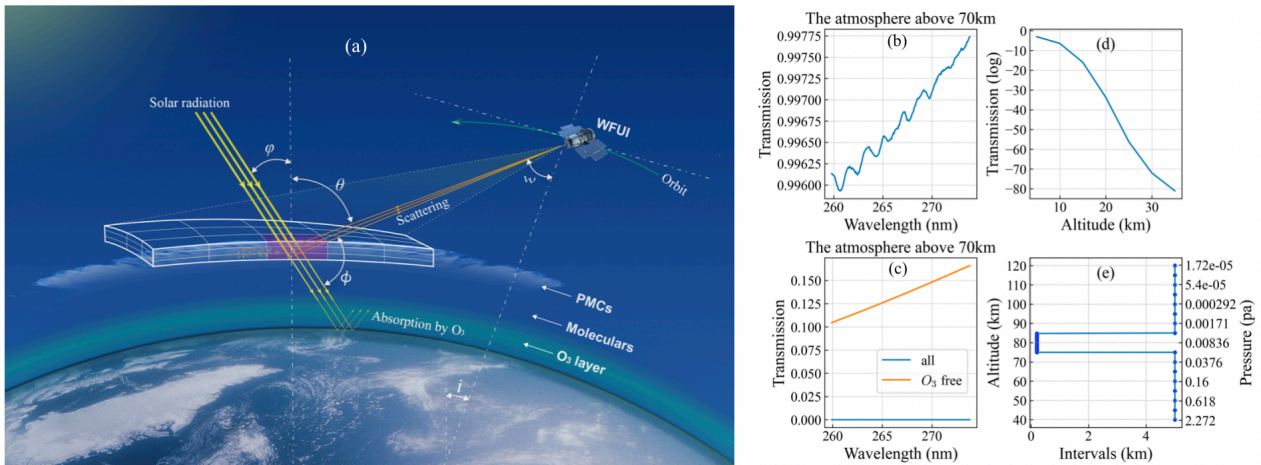 (a)
Solar radiation
φ
θ
WFUI
w
Orbit
Scattering
ϕ
PMCs
Moleculars
Absorption by O₃
O₃ layer
i
The atmosphere above 70km
(b)
0.99775
0.99750
0.99725
0.99700
0.99675
0.99650
0.99625
0.99600
Transmission
260 265 270
Wavelength (nm)
(d)
0
−10
−20
−30
−40
−50
−60
−70
−80
Transmission (log)
10 20 30
Altitude (km)
The atmosphere above 70km
(c)
0.150
0.125
0.100
0.075
0.050
0.025
0.000
Transmission
all
O₃ free
260 265 270
Wavelength (nm)
(e)
120
110
100
90
80
70
60
50
40
Altitude (km)
1.72e-05
5.4e-05
0.000292
0.00171
0.00836
0.0376
0.16
0.618
2.272
Pressure (pa)
0 2 4
Intervals (km)